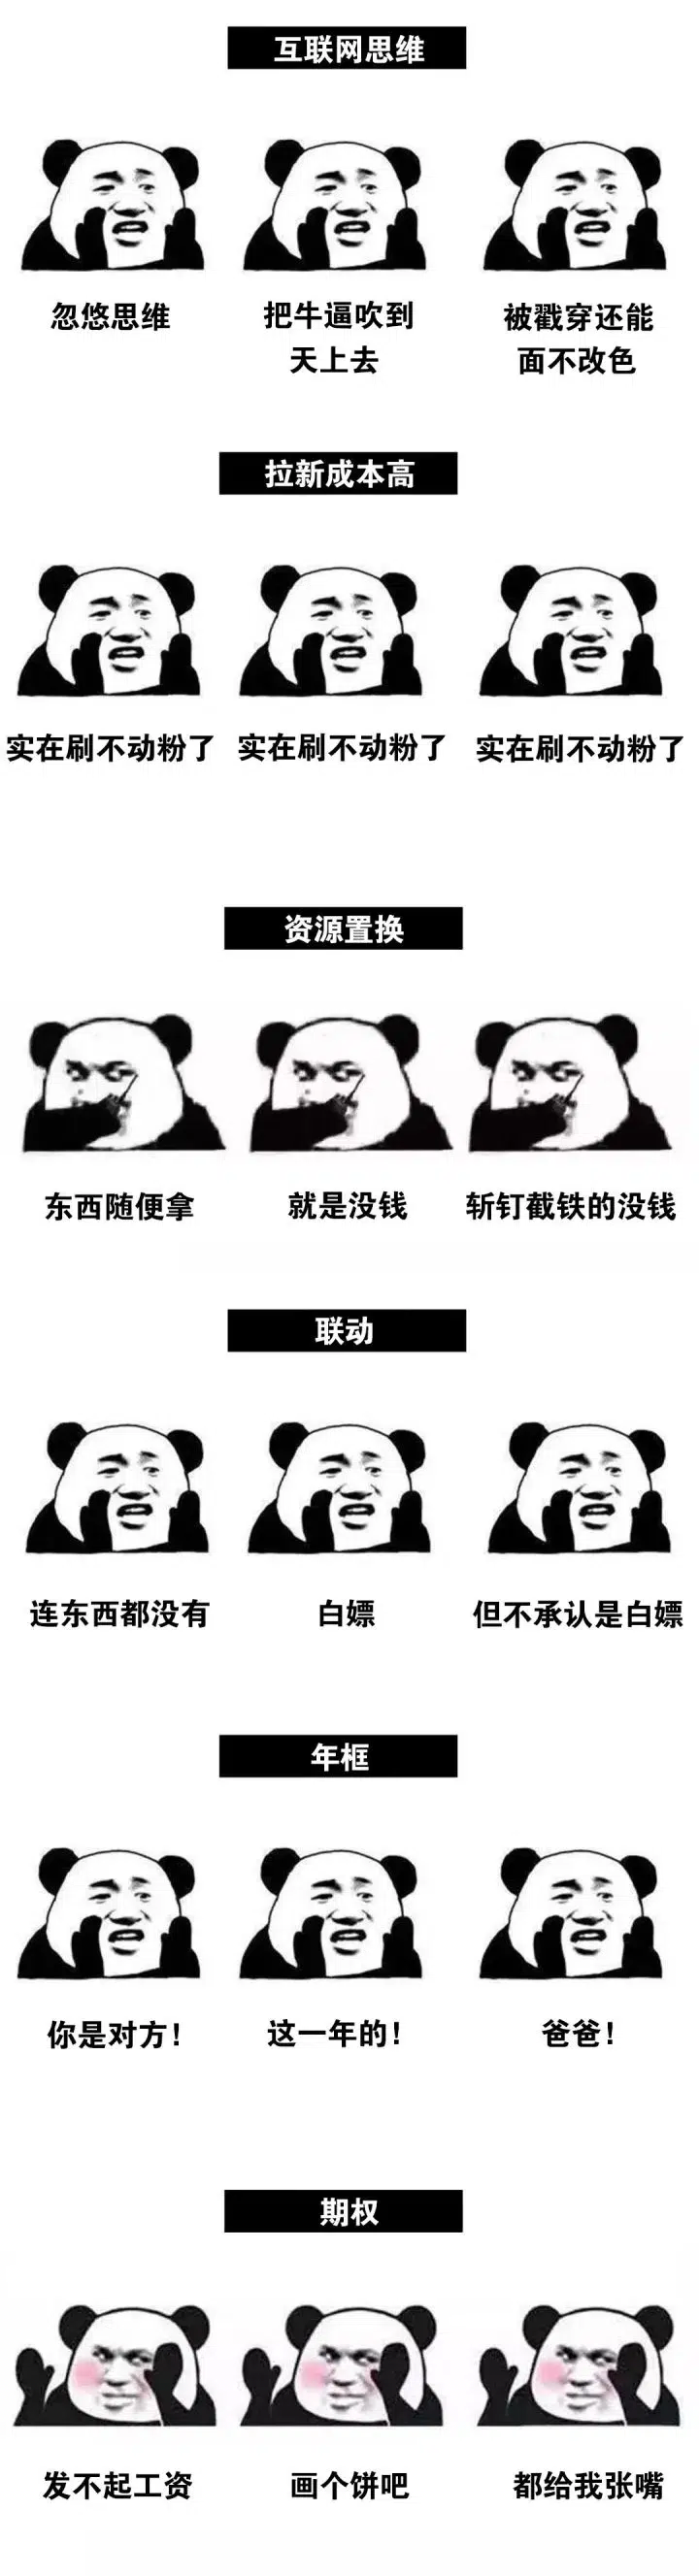 互联网思维
忽悠思维
把牛逼吹到
天上去
被戳穿还能
面不改色
拉新成本高
实在刷不动粉了
实在刷不动粉了
实在刷不动粉了
资源置换
东西随便拿
就是没钱
斩钉截铁的没钱
联动
连东西都没有
白嫖
但不承认是白嫖
年框
你是对方!
这一年的!
爸爸!
期权
发不起工资
画个饼吧
都给我张嘴